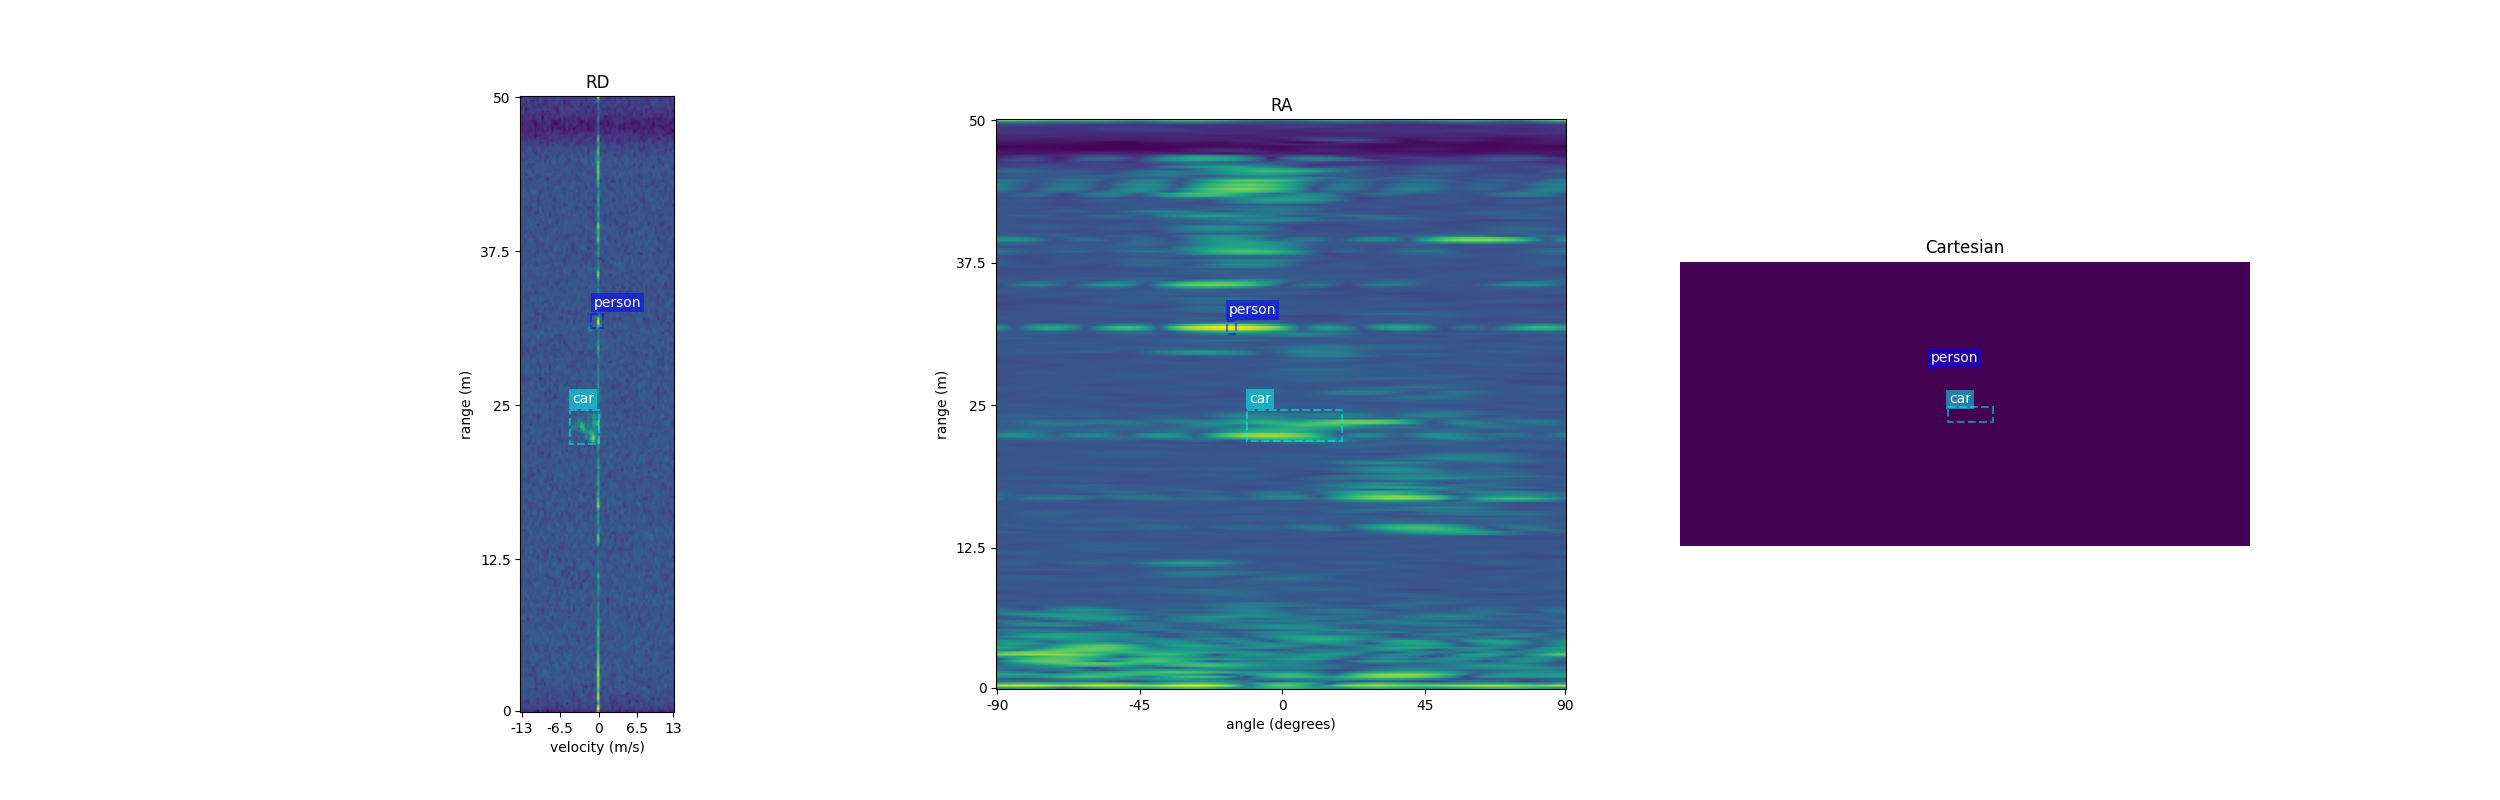 RD
50
37.5
25
12.5
0
range (m)
person
car
-13 -6.5 0 6.5 13
velocity (m/s)
RA
50
37.5
25
12.5
0
range (m)
person
car
-90 -45 0 45 90
angle (degrees)
Cartesian
person
car